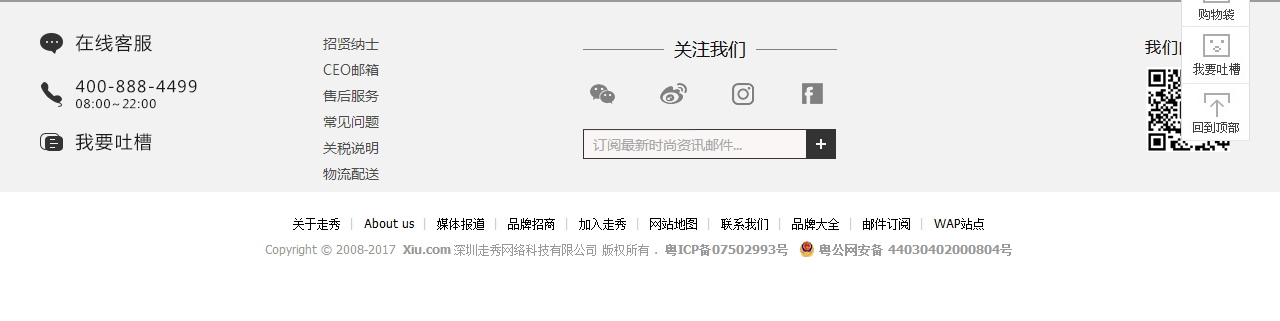 在线客服
400-888-4499
08:00~22:00
我要吐槽
招贤纳士
CEO邮箱
售后服务
常见问题
关税说明
物流配送
关注我们
订阅最新时尚资讯邮件...
我们
购物袋
我要吐槽
回到顶部
关于走秀 | About us | 媒体报道 | 品牌招商 | 加入走秀 | 网站地图 | 联系我们 | 品牌大全 | 邮件订阅 | WAP站点
Copyright © 2008-2017 Xiu.com 深圳走秀网络科技有限公司 版权所有 . 粤ICP备07502993号 粤公网安备 44030402000804号